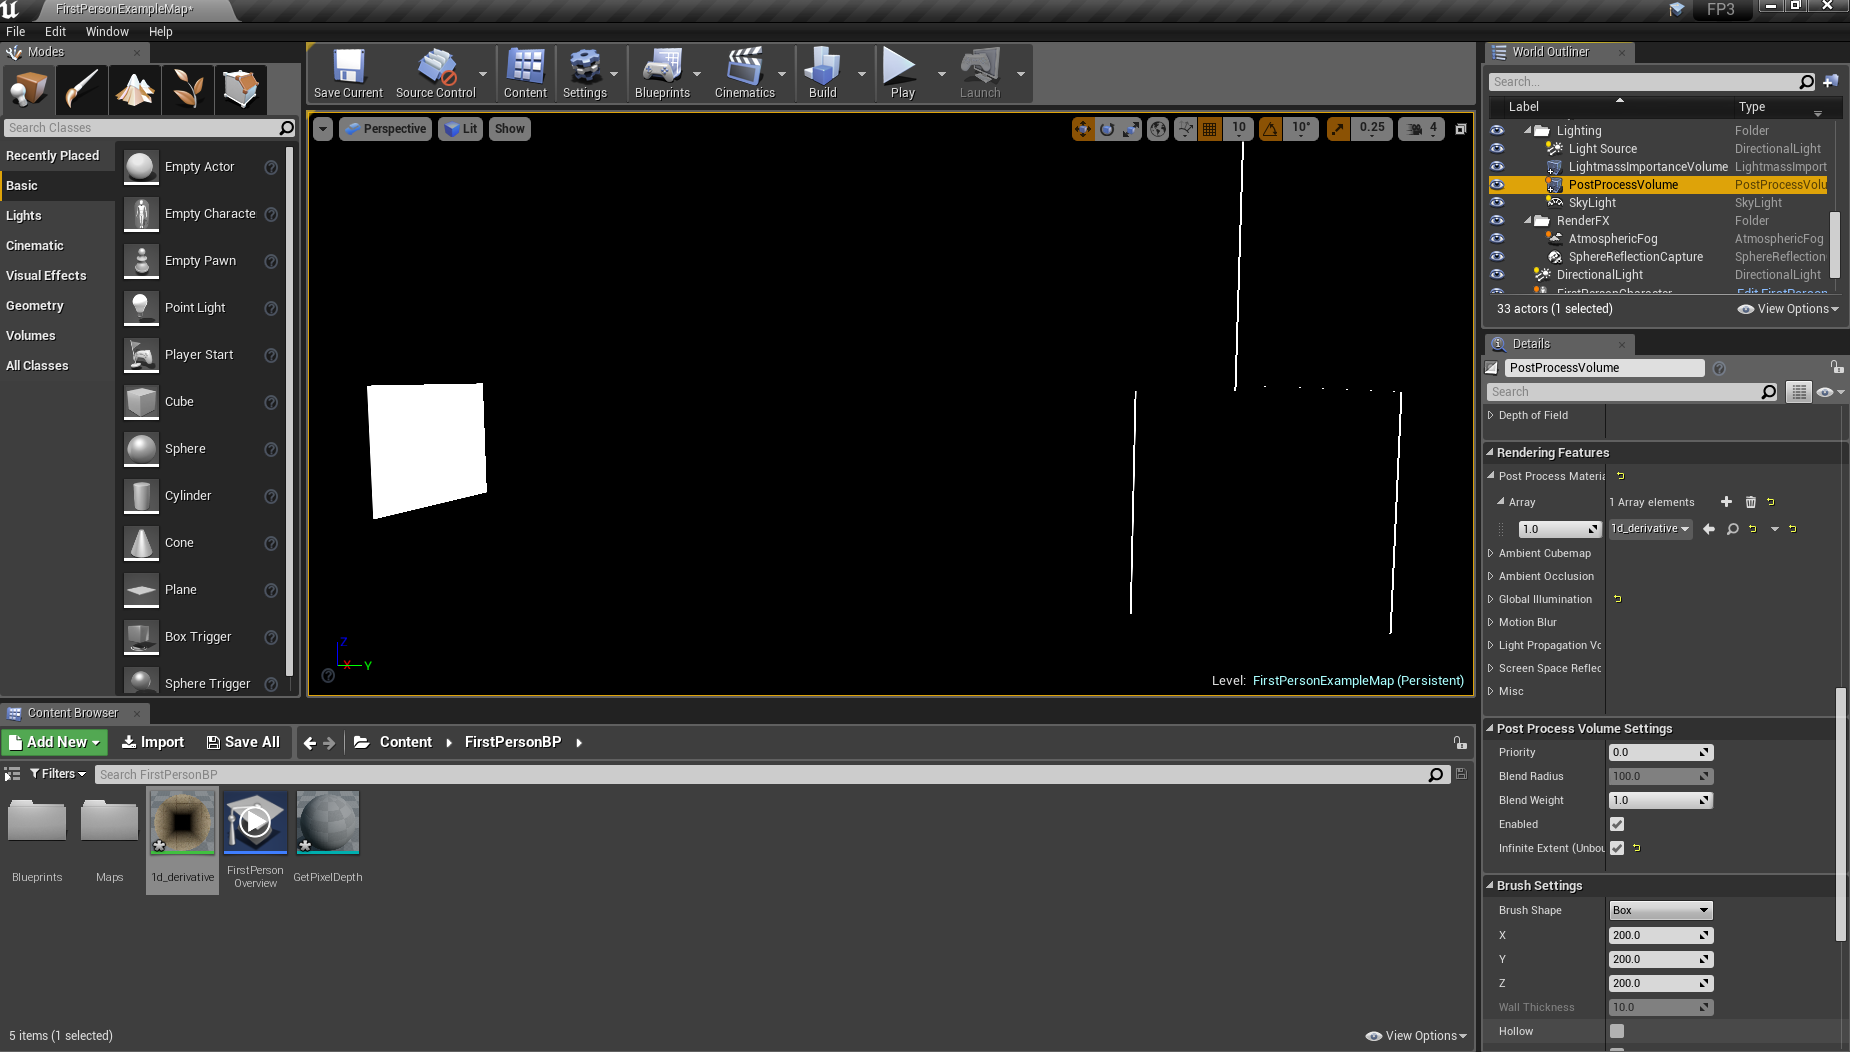 FirstPersonExampleMap*
FP3
File Edit Window Help
Modes
Search Classes
Recently Placed
Basic
Lights
Cinematic
Visual Effects
Geometry
Volumes
All Classes
Empty Actor
Empty Characte
Empty Pawn
Point Light
Player Start
Cube
Sphere
Cylinder
Cone
Plane
Box Trigger
Sphere Trigger
Save Current Source Control Content Settings Blueprints Cinematics Build Play Launch
Perspective Lit Show 10 10° 0.25 4
Z
X Y
Level: FirstPersonExampleMap (Persistent)
World Outliner
Search...
Label Type
Lighting Folder
Light Source DirectionalLight
LightmassImportanceVolume LightmassImport
PostProcessVolume PostProcessVolu
SkyLight SkyLight
RenderFX Folder
AtmosphericFog AtmosphericFog
SphereReflectionCapture SphereReflection
DirectionalLight DirectionalLight
FirstPersonCharacter Edit FirstPerson
33 actors (1 selected) View Options
Details
PostProcessVolume
Search
Depth of Field
Rendering Features
Post Process Materia
Array 1 Array elements
1.0 1d_derivative
Ambient Cubemap
Ambient Occlusion
Global Illumination
Motion Blur
Light Propagation Vo
Screen Space Reflec
Misc
Post Process Volume Settings
Priority 0.0
Blend Radius 100.0
Blend Weight 1.0
Enabled
Infinite Extent (Unbou
Brush Settings
Brush Shape Box
X 200.0
Y 200.0
Z 200.0
Wall Thickness 10.0
Hollow
Content Browser
Add New Import Save All Content FirstPersonBP
Filters Search FirstPersonBP
Blueprints
Maps
1d_derivative
FirstPerson
Overview
GetPixelDepth
5 items (1 selected) View Options